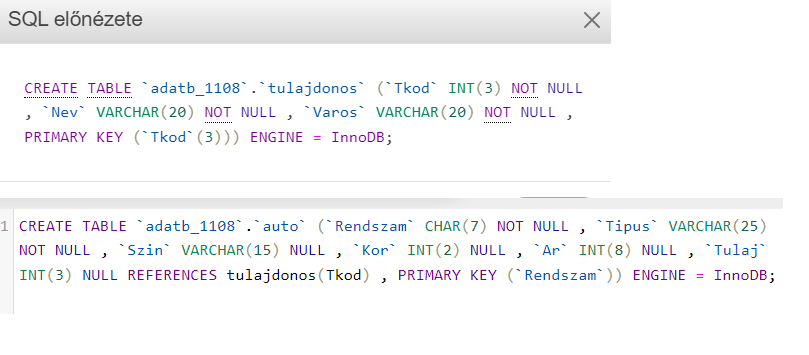 SQL előnézete
CREATE TABLE `adatb_1108`.`tulajdonos` (`Tkod` INT(3) NOT NULL
, `Nev` VARCHAR(20) NOT NULL , `Varos` VARCHAR(20) NOT NULL ,
PRIMARY KEY (`Tkod`(3))) ENGINE = InnoDB;
1 CREATE TABLE `adatb_1108`.`auto` (`Rendszam` CHAR(7) NOT NULL , `Tipus` VARCHAR(25)
NOT NULL , `Szin` VARCHAR(15) NULL , `Kor` INT(2) NULL , `Ar` INT(8) NULL , `Tulaj`
INT(3) NULL REFERENCES tulajdonos(Tkod) , PRIMARY KEY (`Rendszam`)) ENGINE = InnoDB;